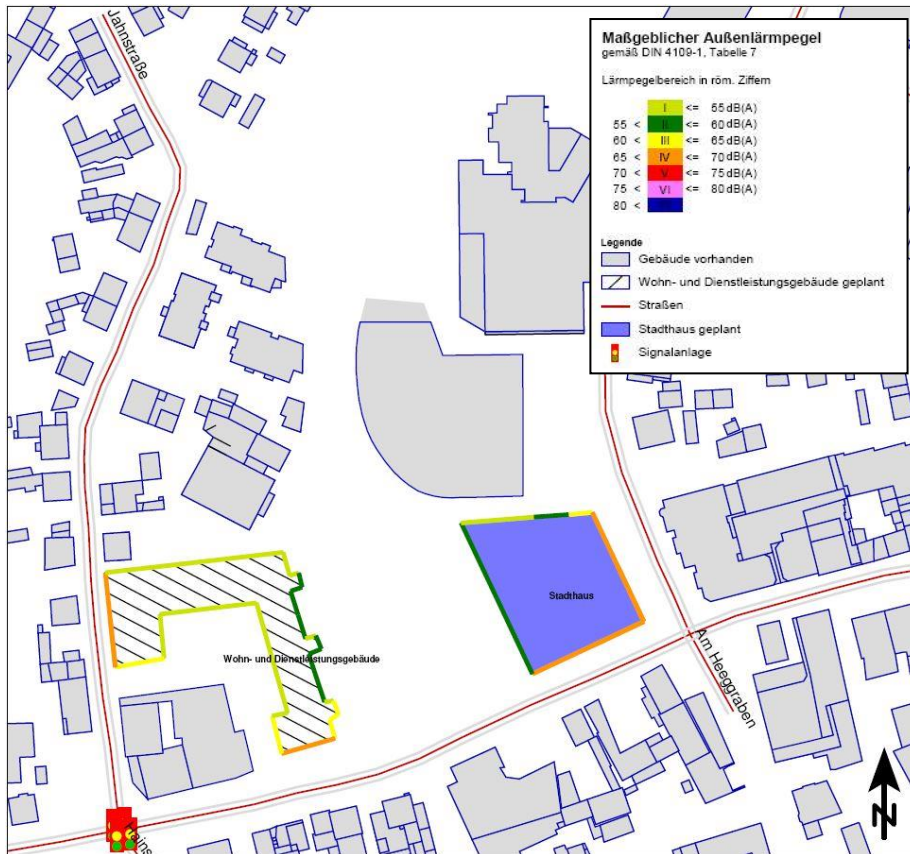 Jahnstraße
Maßgeblicher Außenlärmpegel
gemäß DIN 4109-1, Tabelle 7
Lärmpegelbereich in röm. Ziffern
I <= 55 dB(A)
55 < II <= 60 dB(A)
60 < III <= 65 dB(A)
65 < IV <= 70 dB(A)
70 < V <= 75 dB(A)
75 < VI <= 80 dB(A)
80 <
Legende
Gebäude vorhanden
Wohn- und Dienstleistungsgebäude geplant
Straßen
Stadthaus geplant
Signalanlage
Stadthaus
Wohn- und Dienstleistungsgebäude
Am Heeggraben
Hains
N